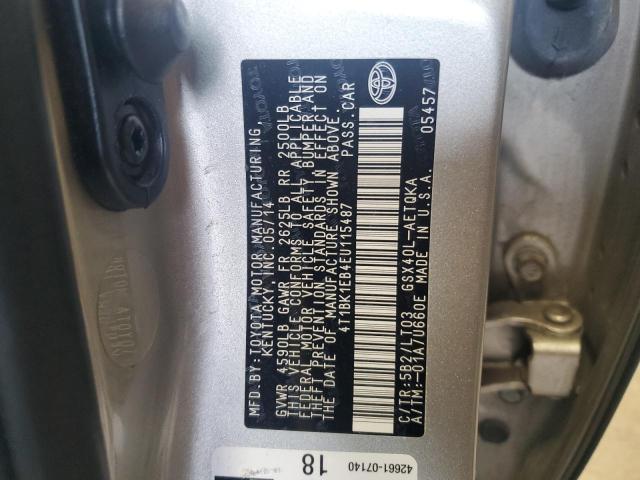 MFD.BY:TOYOTA MOTOR MANUFACTURING,
KENTUCKY,INC. 05/14
GVWR 4590LB GAWR FR 2625LB RR 2500LB
THIS VEHICLE CONFORMS TO ALL APPLICABLE
FEDERAL MOTOR VEHICLE SAFETY, BUMPER, AND
THEFT PREVENTION STANDARDS IN EFFECT ON
THE DATE OF MANUFACTURE SHOWN ABOVE.
4T1BK1EB4EU115487 PASS.CAR
05457
C/TR:5B2/LT03 GSX40L-AETQKA
A/TM:-01A/U660E MADE IN U.S.A.
42661-07140
18